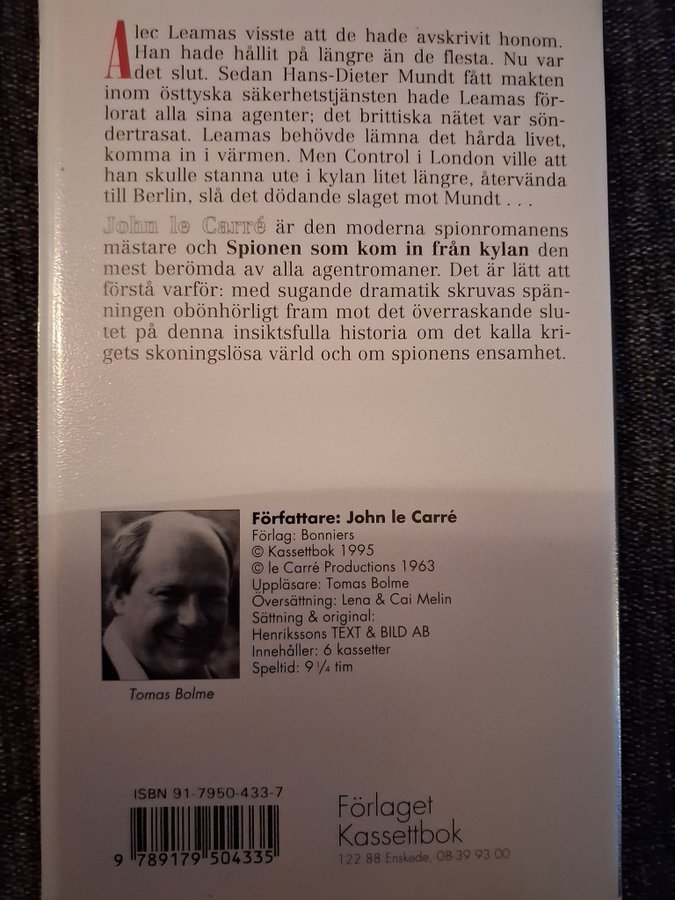 Alec Leamas visste att de hade avskrivit honom.
Han hade hållit på längre än de flesta. Nu var
det slut. Sedan Hans-Dieter Mundt fått makten
inom östtyska säkerhetstjänsten hade Leamas för-
lorat alla sina agenter; det brittiska nätet var sön-
dertrasat. Leamas behövde lämna det hårda livet,
komma in i värmen. Men Control i London ville att
han skulle stanna ute i kylan litet längre, återvända
till Berlin, slå det dödande slaget mot Mundt . . .
John le Carré är den moderna spionromanens
mästare och Spionen som kom in från kylan den
mest berömda av alla agentromaner. Det är lätt att
förstå varför: med sugande dramatik skruvas spän-
ningen obönhörligt fram mot det överraskande slu-
tet på denna insiktsfulla historia om det kalla kri-
gets skoningslösa värld och om spionens ensamhet.
Författare: John le Carré
Förlag: Bonniers
© Kassettbok 1995
© le Carré Productions 1963
Uppläsare: Tomas Bolme
Översättning: Lena & Cai Melin
Sättning & original:
Henrikssons TEXT & BILD AB
Innehåller: 6 kassetter
Speltid: 9 1/4 tim
Tomas Bolme
ISBN 91-7950-433-7
9 789179 504335
Förlaget
Kassettbok
122 88 Enskede, 08-39 93 00